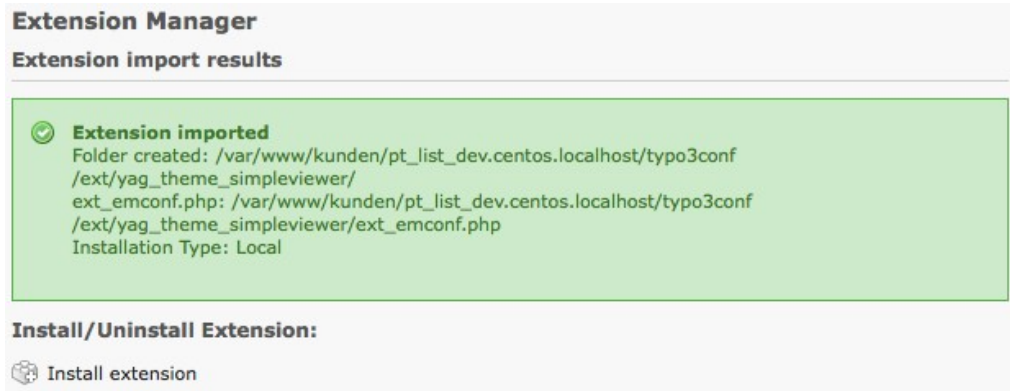 Extension Manager
Extension import results
Extension imported
Folder created: /var/www/kunden/pt_list_dev.centos.localhost/typo3conf
/ext/yag_theme_simpleviewer/
ext_emconf.php: /var/www/kunden/pt_list_dev.centos.localhost/typo3conf
/ext/yag_theme_simpleviewer/ext_emconf.php
Installation Type: Local
Install/Uninstall Extension:
Install extension